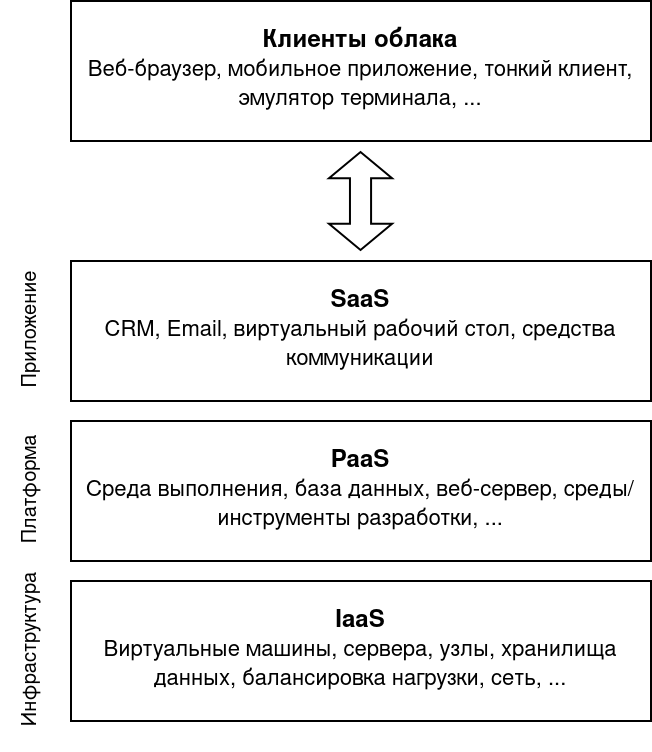 Клиенты облака
Веб-браузер, мобильное приложение, тонкий клиент,
эмулятор терминала, ...
Приложение
SaaS
CRM, Email, виртуальный рабочий стол, средства
коммуникации
Платформа
PaaS
Среда выполнения, база данных, веб-сервер, среды/
инструменты разработки, ...
Инфраструктура
IaaS
Виртуальные машины, сервера, узлы, хранилища
данных, балансировка нагрузки, сеть, ...